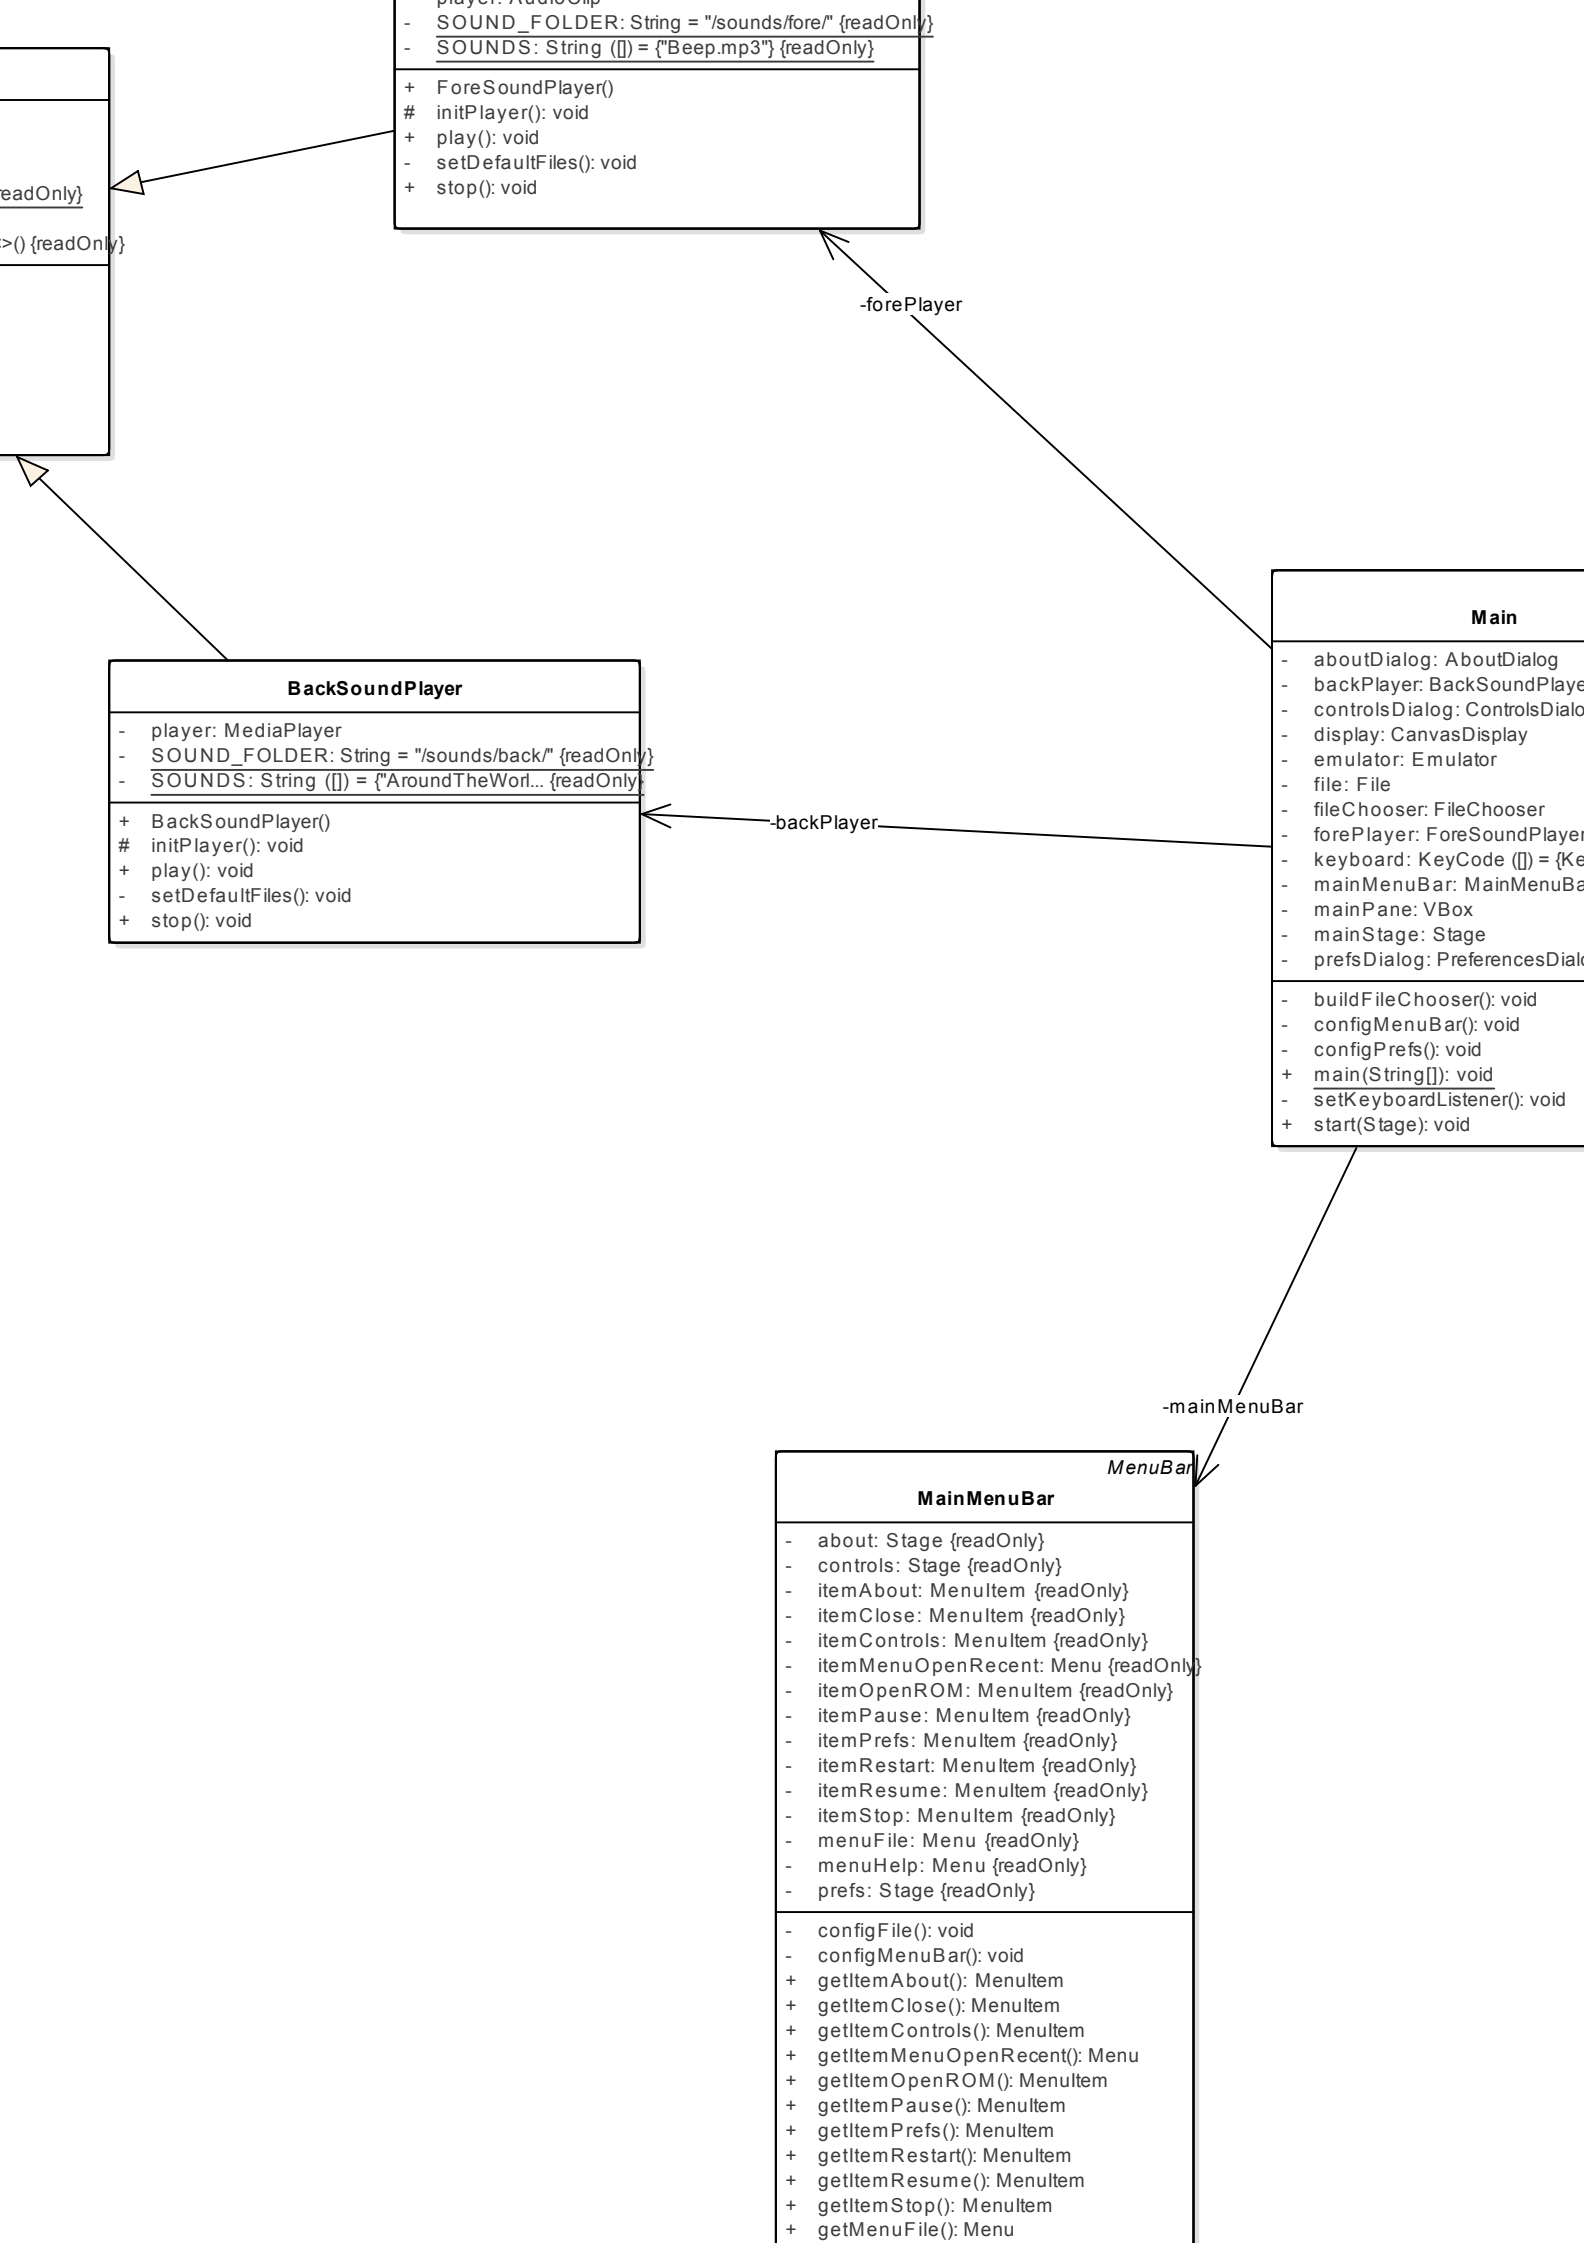 player: AudioClip
- SOUND_FOLDER: String = "/sounds/fore/" {readOnly}
- SOUNDS: String ([]) = {"Beep.mp3"} {readOnly}
+ ForeSoundPlayer()
# initPlayer(): void
+ play(): void
- setDefaultFiles(): void
+ stop(): void
readOnly}
>() {readOnly}
-forePlayer
Main
- aboutDialog: AboutDialog
- backPlayer: BackSoundPlaye
- controlsDialog: ControlsDialo
- display: CanvasDisplay
- emulator: Emulator
- file: File
- fileChooser: FileChooser
- forePlayer: ForeSoundPlayer
- keyboard: KeyCode ([]) = {Ke
- mainMenuBar: MainMenuBa
- mainPane: VBox
- mainStage: Stage
- prefsDialog: PreferencesDialo
- buildFileChooser(): void
- configMenuBar(): void
- configPrefs(): void
+ main(String[]): void
- setKeyboardListener(): void
+ start(Stage): void
BackSoundPlayer
- player: MediaPlayer
- SOUND_FOLDER: String = "/sounds/back/" {readOnly}
- SOUNDS: String ([]) = {"AroundTheWorl... {readOnly}
+ BackSoundPlayer()
# initPlayer(): void
+ play(): void
- setDefaultFiles(): void
+ stop(): void
-backPlayer
-mainMenuBar
MenuBar
MainMenuBar
- about: Stage {readOnly}
- controls: Stage {readOnly}
- itemAbout: MenuItem {readOnly}
- itemClose: MenuItem {readOnly}
- itemControls: MenuItem {readOnly}
- itemMenuOpenRecent: Menu {readOnly}
- itemOpenROM: MenuItem {readOnly}
- itemPause: MenuItem {readOnly}
- itemPrefs: MenuItem {readOnly}
- itemRestart: MenuItem {readOnly}
- itemResume: MenuItem {readOnly}
- itemStop: MenuItem {readOnly}
- menuFile: Menu {readOnly}
- menuHelp: Menu {readOnly}
- prefs: Stage {readOnly}
- configFile(): void
- configMenuBar(): void
+ getItemAbout(): MenuItem
+ getItemClose(): MenuItem
+ getItemControls(): MenuItem
+ getItemMenuOpenRecent(): Menu
+ getItemOpenROM(): MenuItem
+ getItemPause(): MenuItem
+ getItemPrefs(): MenuItem
+ getItemRestart(): MenuItem
+ getItemResume(): MenuItem
+ getItemStop(): MenuItem
+ getMenuFile(): Menu